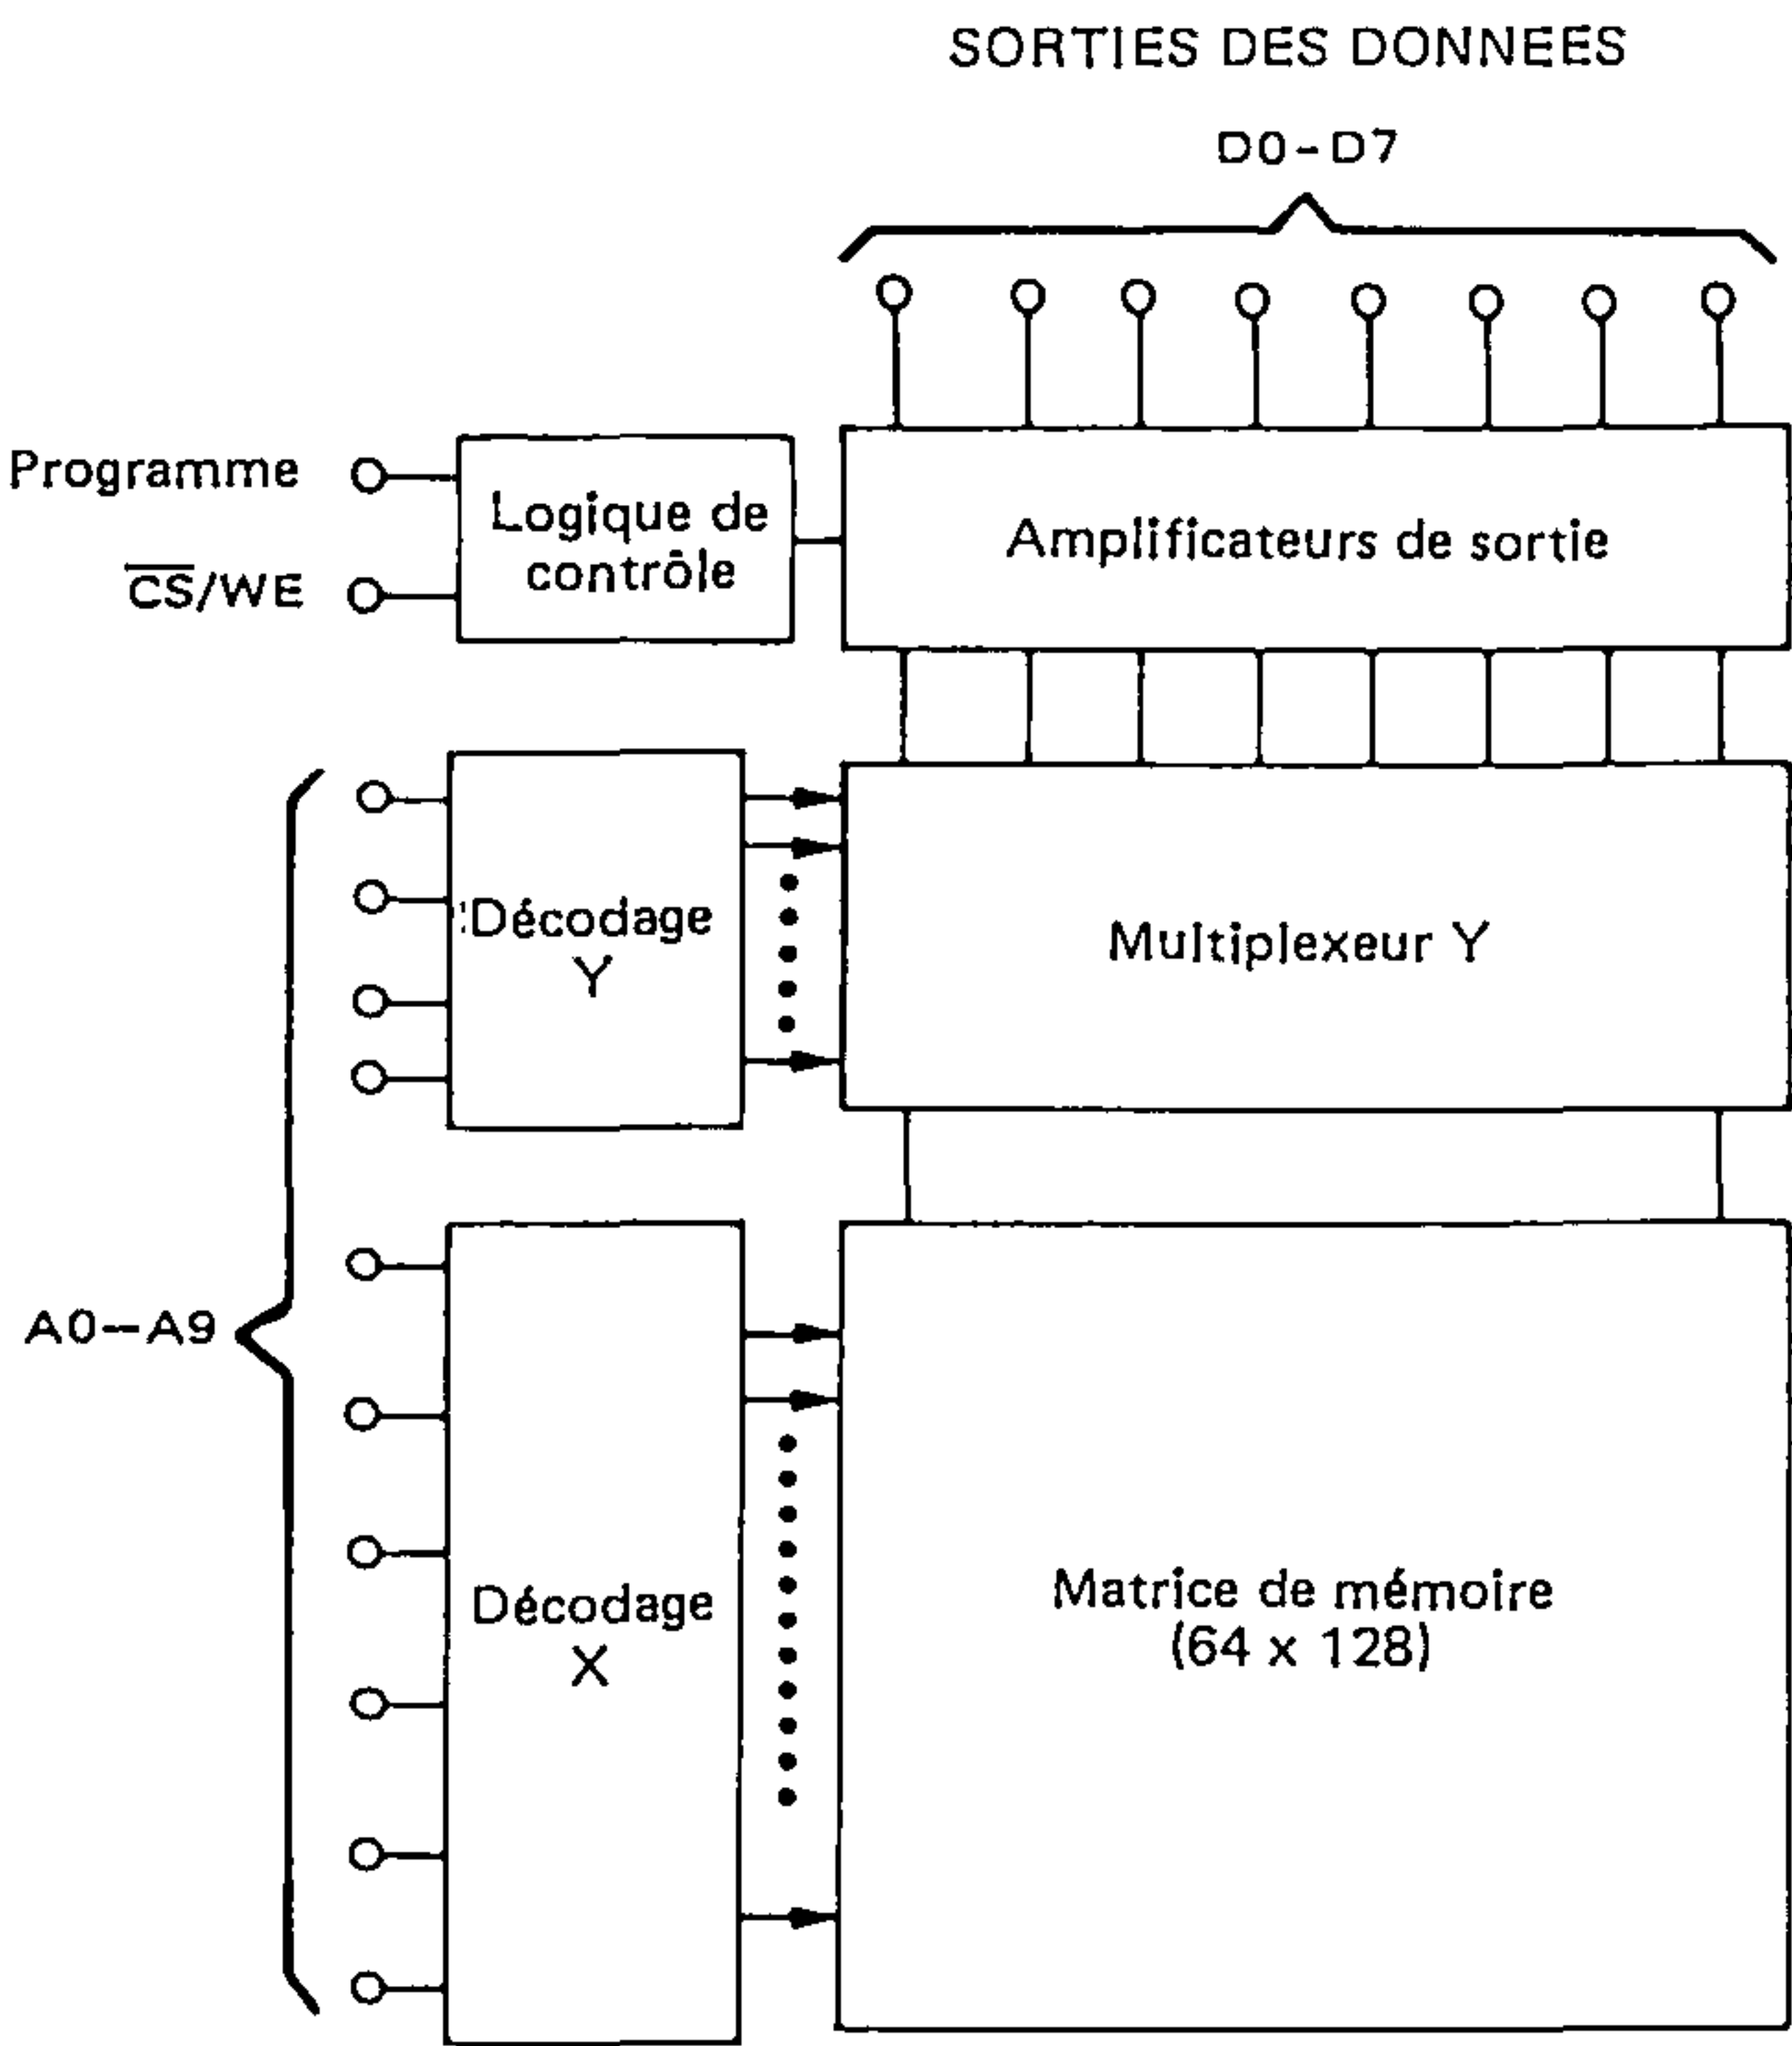 SORTIES DES DONNEES
D0-D7
Programme
Logique de
contrôle
Amplificateurs de sortie
C̅S̅/WE
Décodage
Y
Multiplexeur Y
A0-A9
Décodage
X
Matrice de mémoire
(64 x 128)